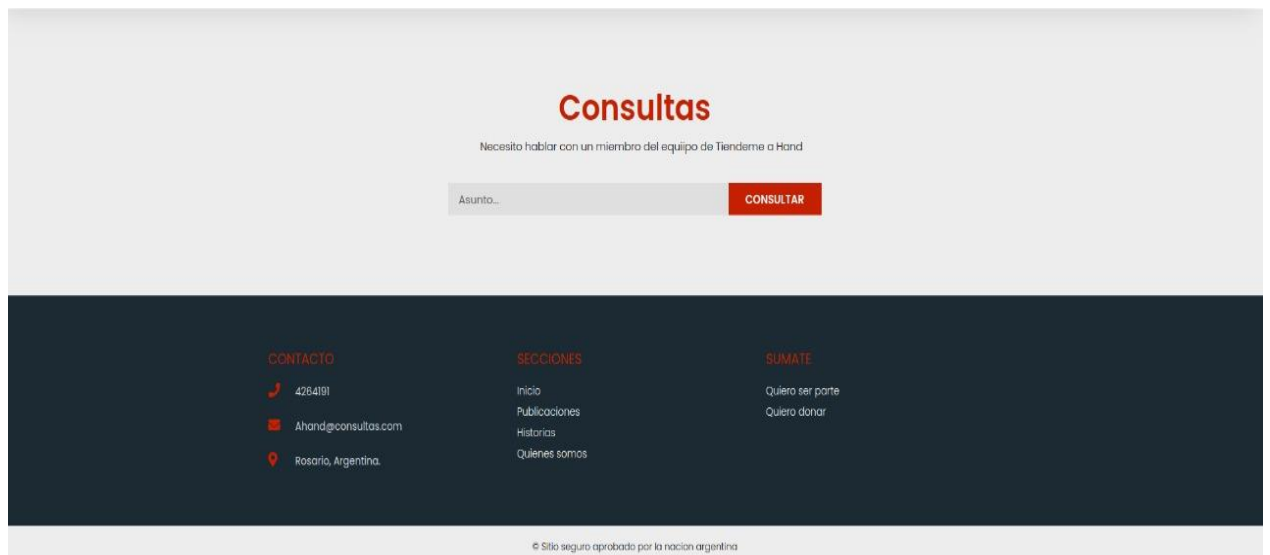 Consultas
Necesito hablar con un miembro del equiipo de Tiendeme a Hand
Asunto...
CONSULTAR
CONTACTO
4264191
Ahand@consultas.com
Rosario, Argentina.
SECCIONES
Inicio
Publicaciones
Historias
Quienes somos
SUMATE
Quiero ser parte
Quiero donar
© Sitio seguro aprobado por la nacion argentina